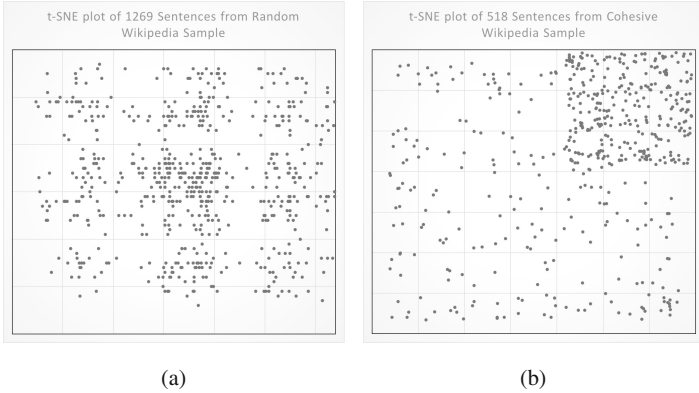 t-SNE plot of 1269 Sentences from Random
Wikipedia Sample
t-SNE plot of 518 Sentences from Cohesive
Wikipedia Sample
(a)
(b)